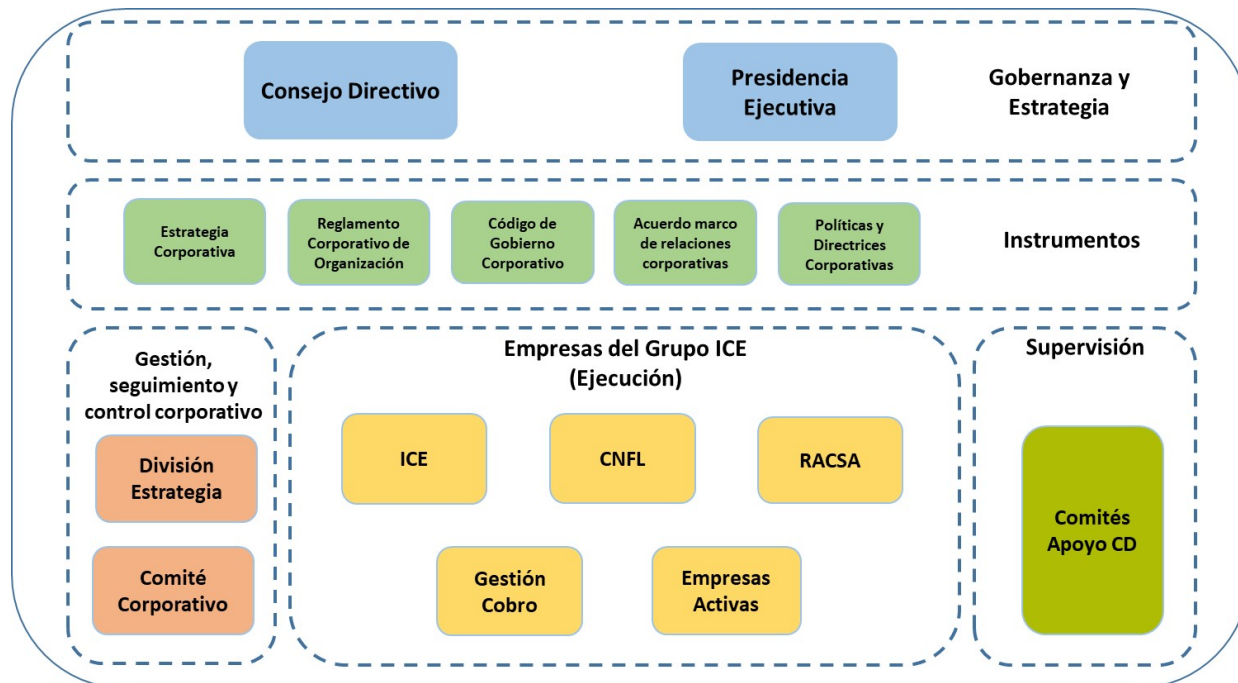 Consejo Directivo
Presidencia
Ejecutiva
Gobernanza y
Estrategia
Estrategia
Corporativa
Reglamento
Corporativo de
Organización
Código de
Gobierno
Corporativo
Acuerdo marco
de relaciones
corporativas
Políticas y
Directrices
Corporativas
Instrumentos
Gestión,
seguimiento y
control corporativo
División
Estrategia
Comité
Corporativo
Empresas del Grupo ICE
(Ejecución)
ICE
CNFL
RACSA
Gestión
Cobro
Empresas
Activas
Supervisión
Comités
Apoyo CD